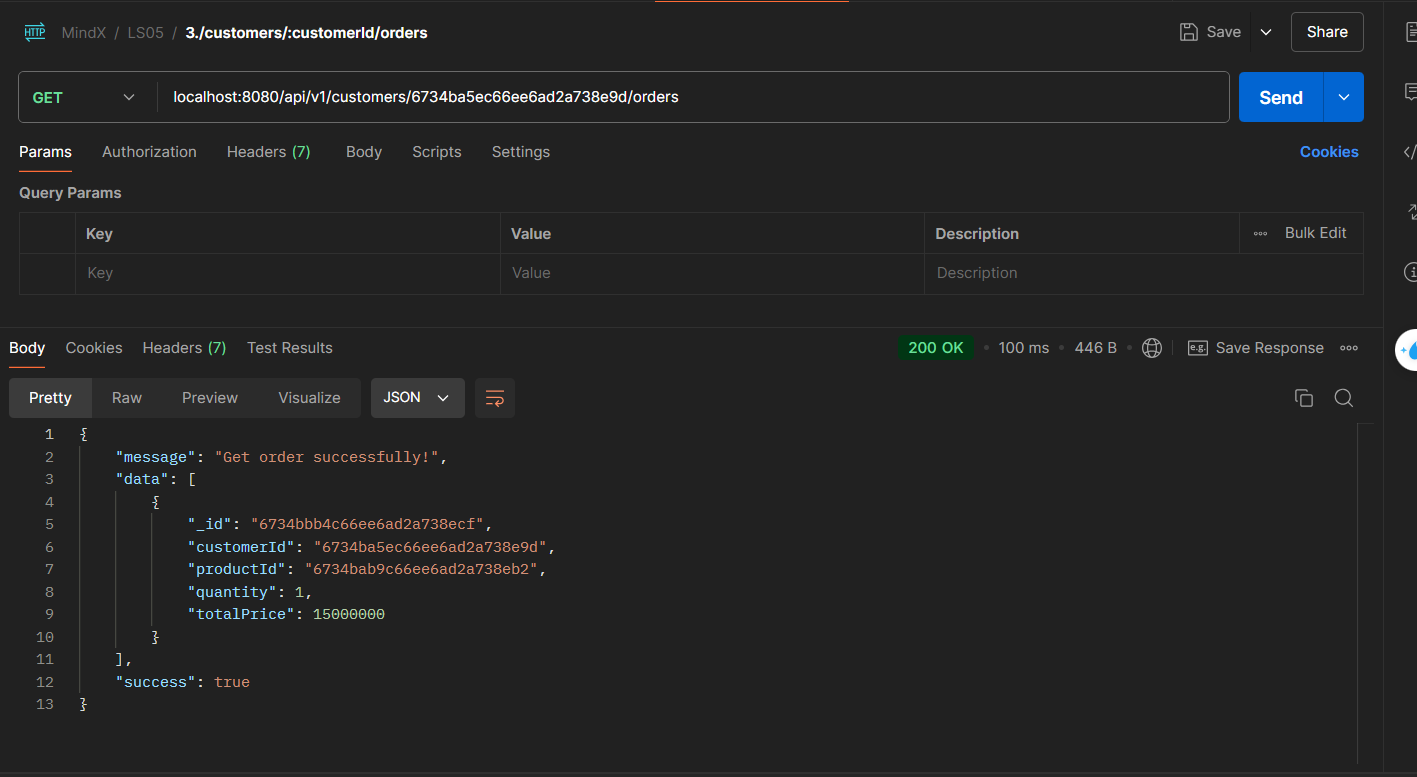 HTTP MindX / LS05 / 3./customers/:customerId/orders Save Share
GET localhost:8080/api/v1/customers/6734ba5ec66ee6ad2a738e9d/orders Send
Params Authorization Headers (7) Body Scripts Settings Cookies
Query Params
Key Value Description Bulk Edit
Key Value Description
Body Cookies Headers (7) Test Results 200 OK • 100 ms • 446 B • e.g. Save Response
Pretty Raw Preview Visualize JSON
1 {
2 "message": "Get order successfully!",
3 "data": [
4 {
5 "_id": "6734bbb4c66ee6ad2a738ecf",
6 "customerId": "6734ba5ec66ee6ad2a738e9d",
7 "productId": "6734bab9c66ee6ad2a738eb2",
8 "quantity": 1,
9 "totalPrice": 15000000
10 }
11 ],
12 "success": true
13 }